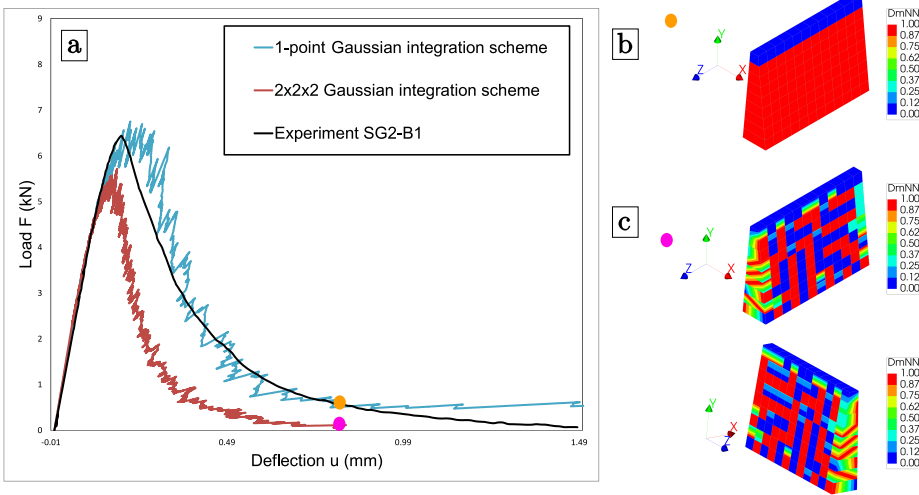 9
8
7
6
5
4
3
2
1
0
Load F (kN)
a
1-point Gaussian integration scheme
2x2x2 Gaussian integration scheme
Experiment SG2-B1
-0.01
0.49
0.99
1.49
Deflection u (mm)
b
Y
Z
X
DmNN
1.00
0.87
0.75
0.62
0.50
0.37
0.25
0.12
0.00
c
Y
Z
X
DmNN
1.00
0.87
0.75
0.62
0.50
0.37
0.25
0.12
0.00
Y
X
Z
DmNN
1.00
0.87
0.75
0.62
0.50
0.37
0.25
0.12
0.00